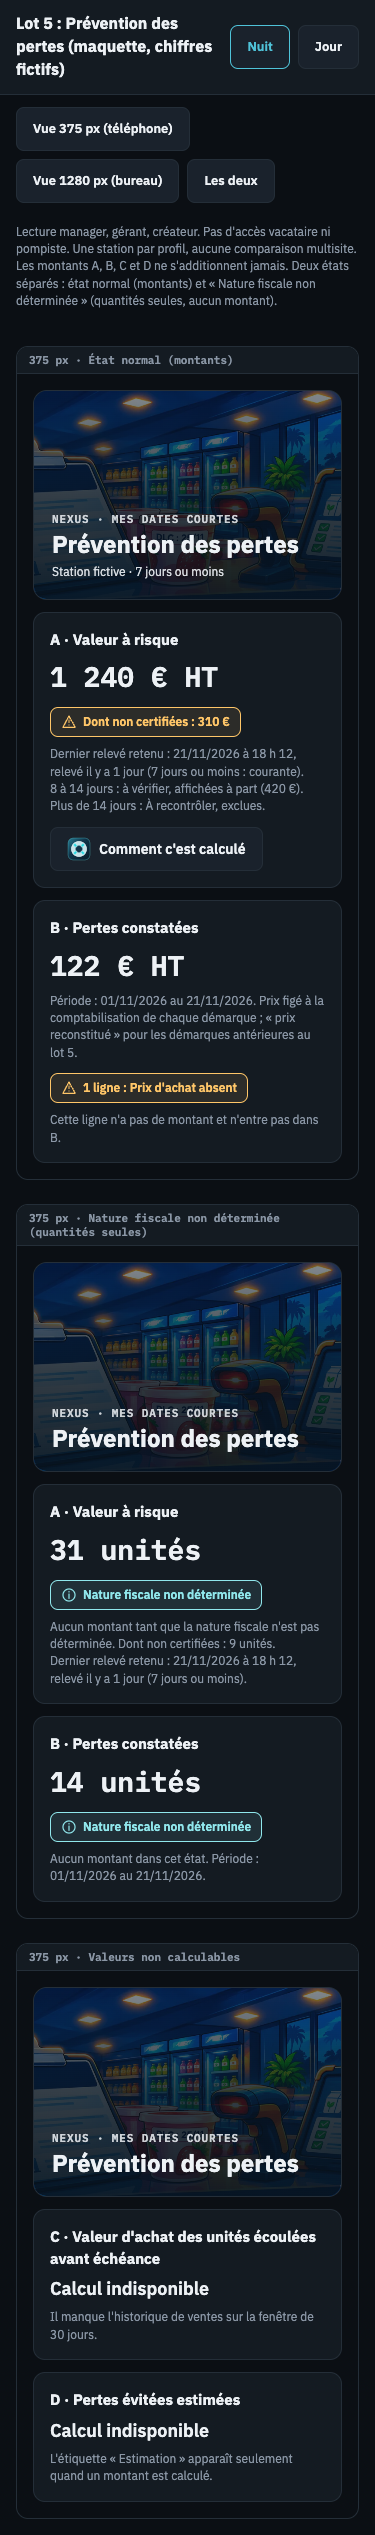 Lot 5 : Prévention des
pertes (maquette, chiffres
fictifs)
Nuit
Jour
Vue 375 px (téléphone)
Vue 1280 px (bureau)
Les deux
Lecture manager, gérant, créateur. Pas d'accès vacataire ni
pompiste. Une station par profil, aucune comparaison multisite.
Les montants A, B, C et D ne s'additionnent jamais. Deux états
séparés : état normal (montants) et « Nature fiscale non
déterminée » (quantités seules, aucun montant).
375 px · État normal (montants)
NEXUS · MES DATES COURTES
Prévention des pertes
Station fictive · 7 jours ou moins
A · Valeur à risque
1 240 € HT
Dont non certifiées : 310 €
Dernier relevé retenu : 21/11/2026 à 18 h 12,
relevé il y a 1 jour (7 jours ou moins : courante).
8 à 14 jours : à vérifier, affichées à part (420 €).
Plus de 14 jours : À recontrôler, exclues.
Comment c'est calculé
B · Pertes constatées
122 € HT
Période : 01/11/2026 au 21/11/2026. Prix figé à la
comptabilisation de chaque démarque ; « prix
reconstitué » pour les démarques antérieures au
lot 5.
1 ligne : Prix d'achat absent
Cette ligne n'a pas de montant et n'entre pas dans
B.
375 px · Nature fiscale non déterminée
(quantités seules)
NEXUS · MES DATES COURTES
Prévention des pertes
A · Valeur à risque
31 unités
Nature fiscale non déterminée
Aucun montant tant que la nature fiscale n'est pas
déterminée. Dont non certifiées : 9 unités.
Dernier relevé retenu : 21/11/2026 à 18 h 12,
relevé il y a 1 jour (7 jours ou moins).
B · Pertes constatées
14 unités
Nature fiscale non déterminée
Aucun montant dans cet état. Période :
01/11/2026 au 21/11/2026.
375 px · Valeurs non calculables
NEXUS · MES DATES COURTES
Prévention des pertes
C · Valeur d'achat des unités écoulées
avant échéance
Calcul indisponible
Il manque l'historique de ventes sur la fenêtre de
30 jours.
D · Pertes évitées estimées
Calcul indisponible
L'étiquette « Estimation » apparaît seulement
quand un montant est calculé.